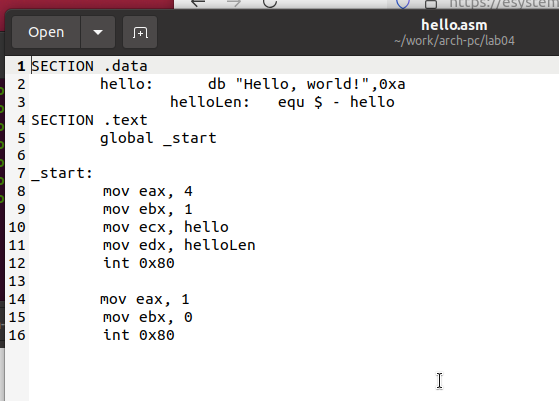 https://esystem
Open
hello.asm
~/work/arch-pc/lab04
1 SECTION .data
2 hello: db "Hello, world!",0xa
3 helloLen: equ $ - hello
4 SECTION .text
5 global _start
6
7 _start:
8 mov eax, 4
9 mov ebx, 1
10 mov ecx, hello
11 mov edx, helloLen
12 int 0x80
13
14 mov eax, 1
15 mov ebx, 0
16 int 0x80